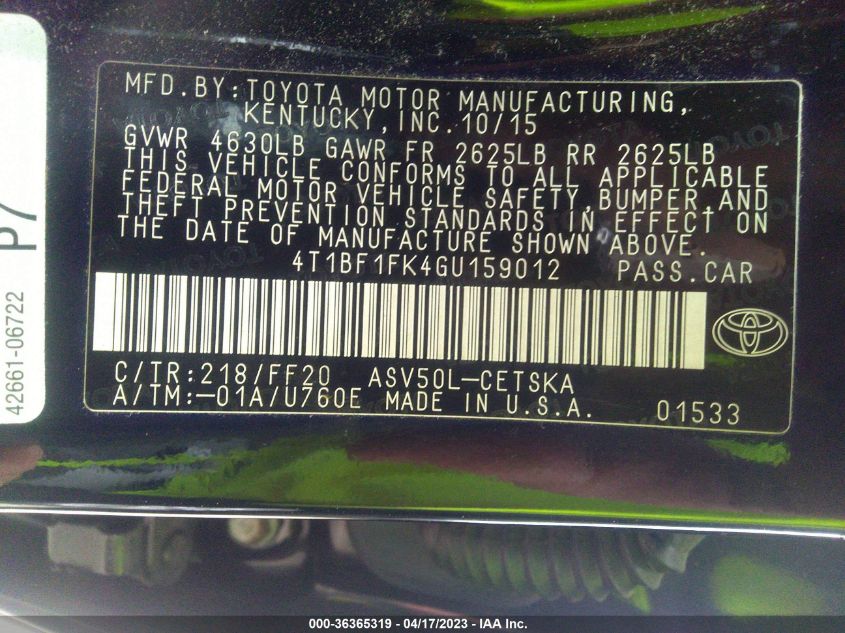 MFD.BY:TOYOTA MOTOR MANUFACTURING,
KENTUCKY,INC.10/15
GVWR 4630LB GAWR FR 2625LB RR 2625LB
THIS VEHICLE CONFORMS TO ALL APPLICABLE
FEDERAL MOTOR VEHICLE SAFETY,BUMPER,AND
THEFT PREVENTION STANDARDS IN EFFECT ON
THE DATE OF MANUFACTURE SHOWN ABOVE.
4T1BF1FK4GU159012 PASS.CAR
C/TR:218/FF20 ASV50L-CETSKA
A/TM:-01A/U760E MADE IN U.S.A. 01533
P7
42661-06722
000-36365319 - 04/17/2023 - IAA Inc.